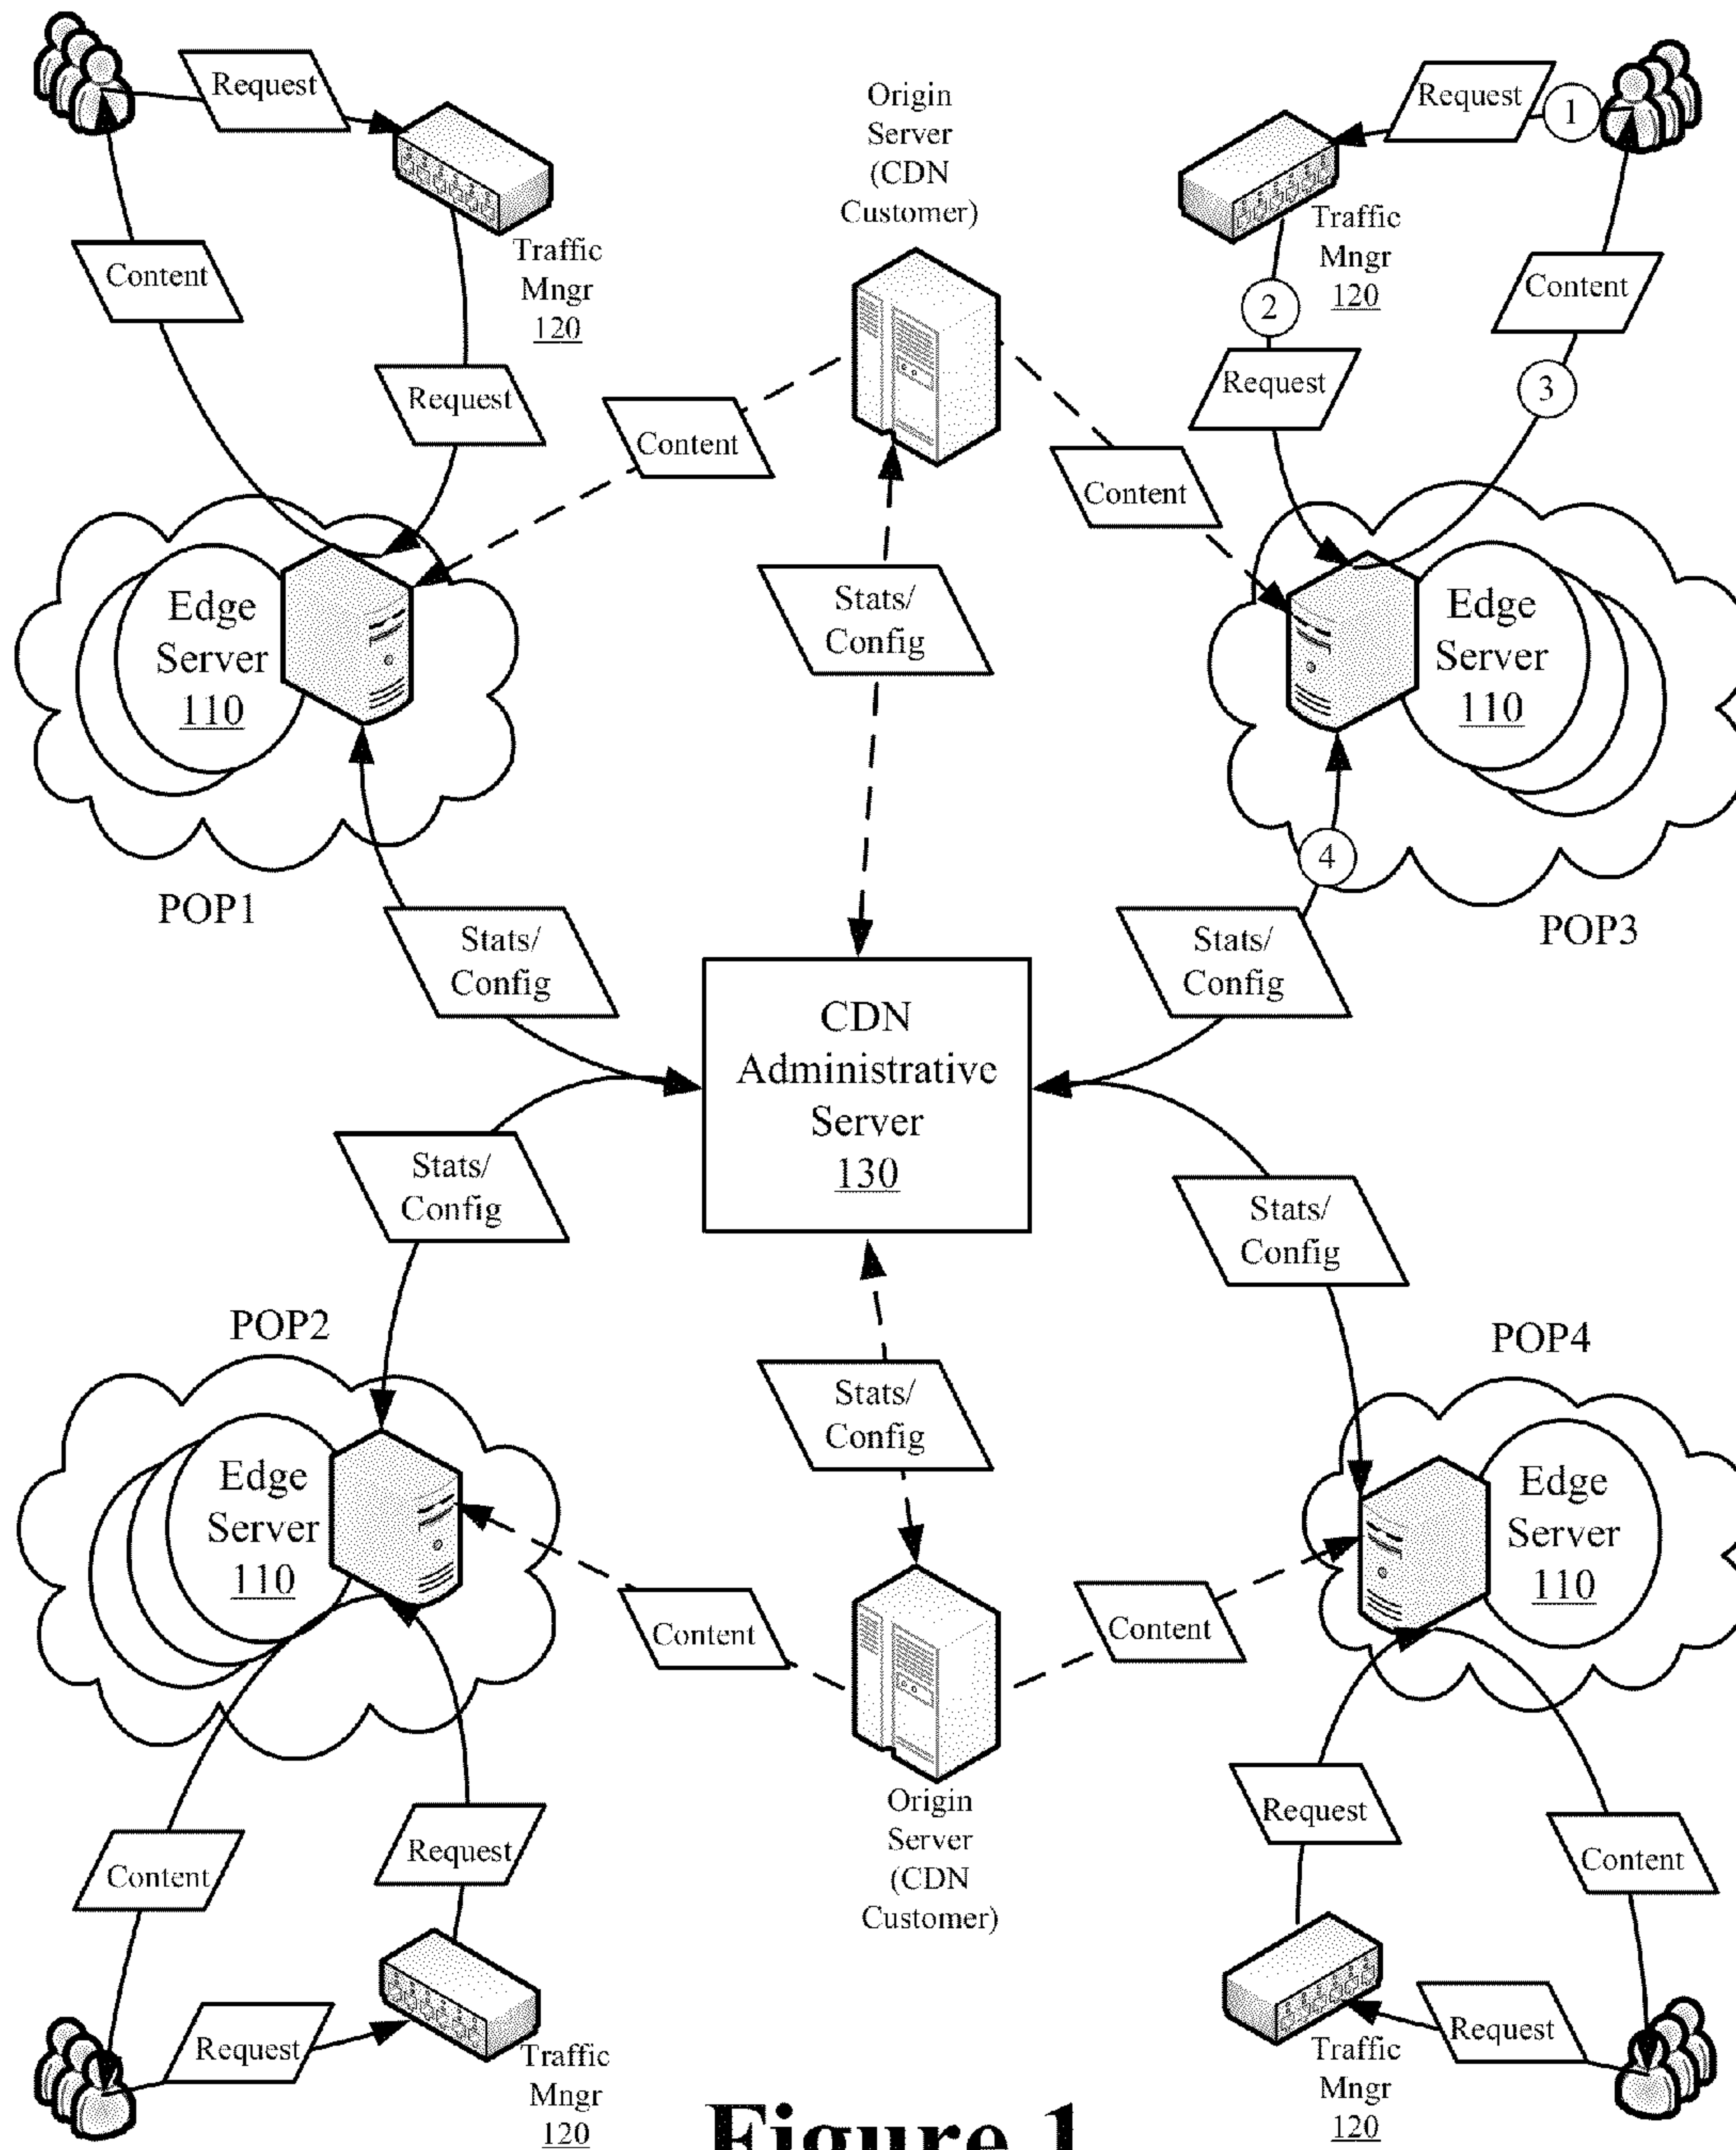 Request
Traffic
Mngr
120
Content
Request
Origin
Server
(CDN
Customer)
Request
1
Traffic
Mngr
120
2
Request
Content
3
Content
Content
Edge
Server
110
POP1
Stats/
Config
Edge
Server
110
4
POP3
Stats/
Config
Stats/
Config
CDN
Administrative
Server
130
Stats/
Config
Stats/
Config
POP2
Edge
Server
110
Stats/
Config
POP4
Edge
Server
110
Content
Content
Origin
Server
(CDN
Customer)
Content
Request
Request
Traffic
Mngr
120
Request
Content
Request
Traffic
Mngr
120
Figure 1